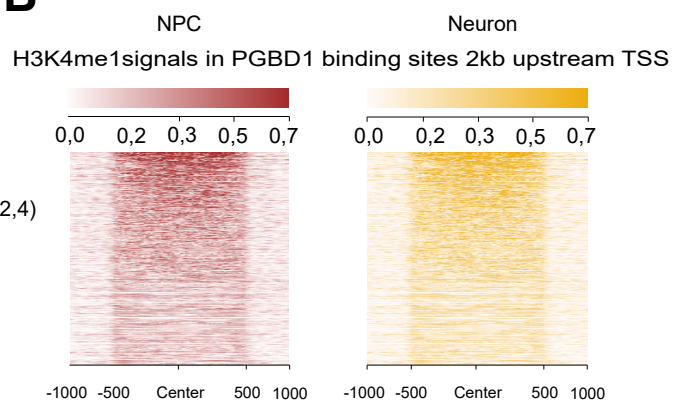 B
NPC Neuron
H3K4me1signals in PGBD1 binding sites 2kb upstream TSS
0,0 0,2 0,3 0,5 0,7 0,0 0,2 0,3 0,5 0,7
2,4)
-1000 -500 Center 500 1000 -1000 -500 Center 500 1000